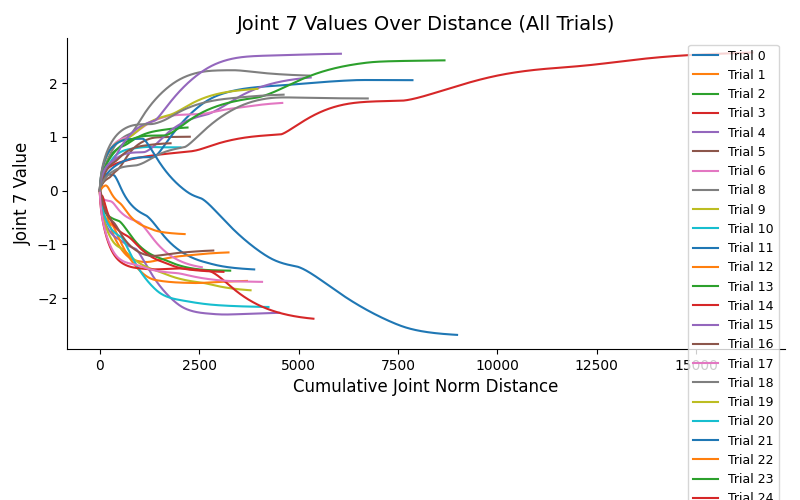 Joint 7 Values Over Distance (All Trials)
Joint 7 Value
2
1
0
−1
−2
0
2500
5000
7500
10000
12500
15000
Cumulative Joint Norm Distance
Trial 0
Trial 1
Trial 2
Trial 3
Trial 4
Trial 5
Trial 6
Trial 8
Trial 9
Trial 10
Trial 11
Trial 12
Trial 13
Trial 14
Trial 15
Trial 16
Trial 17
Trial 18
Trial 19
Trial 20
Trial 21
Trial 22
Trial 23
Trial 24